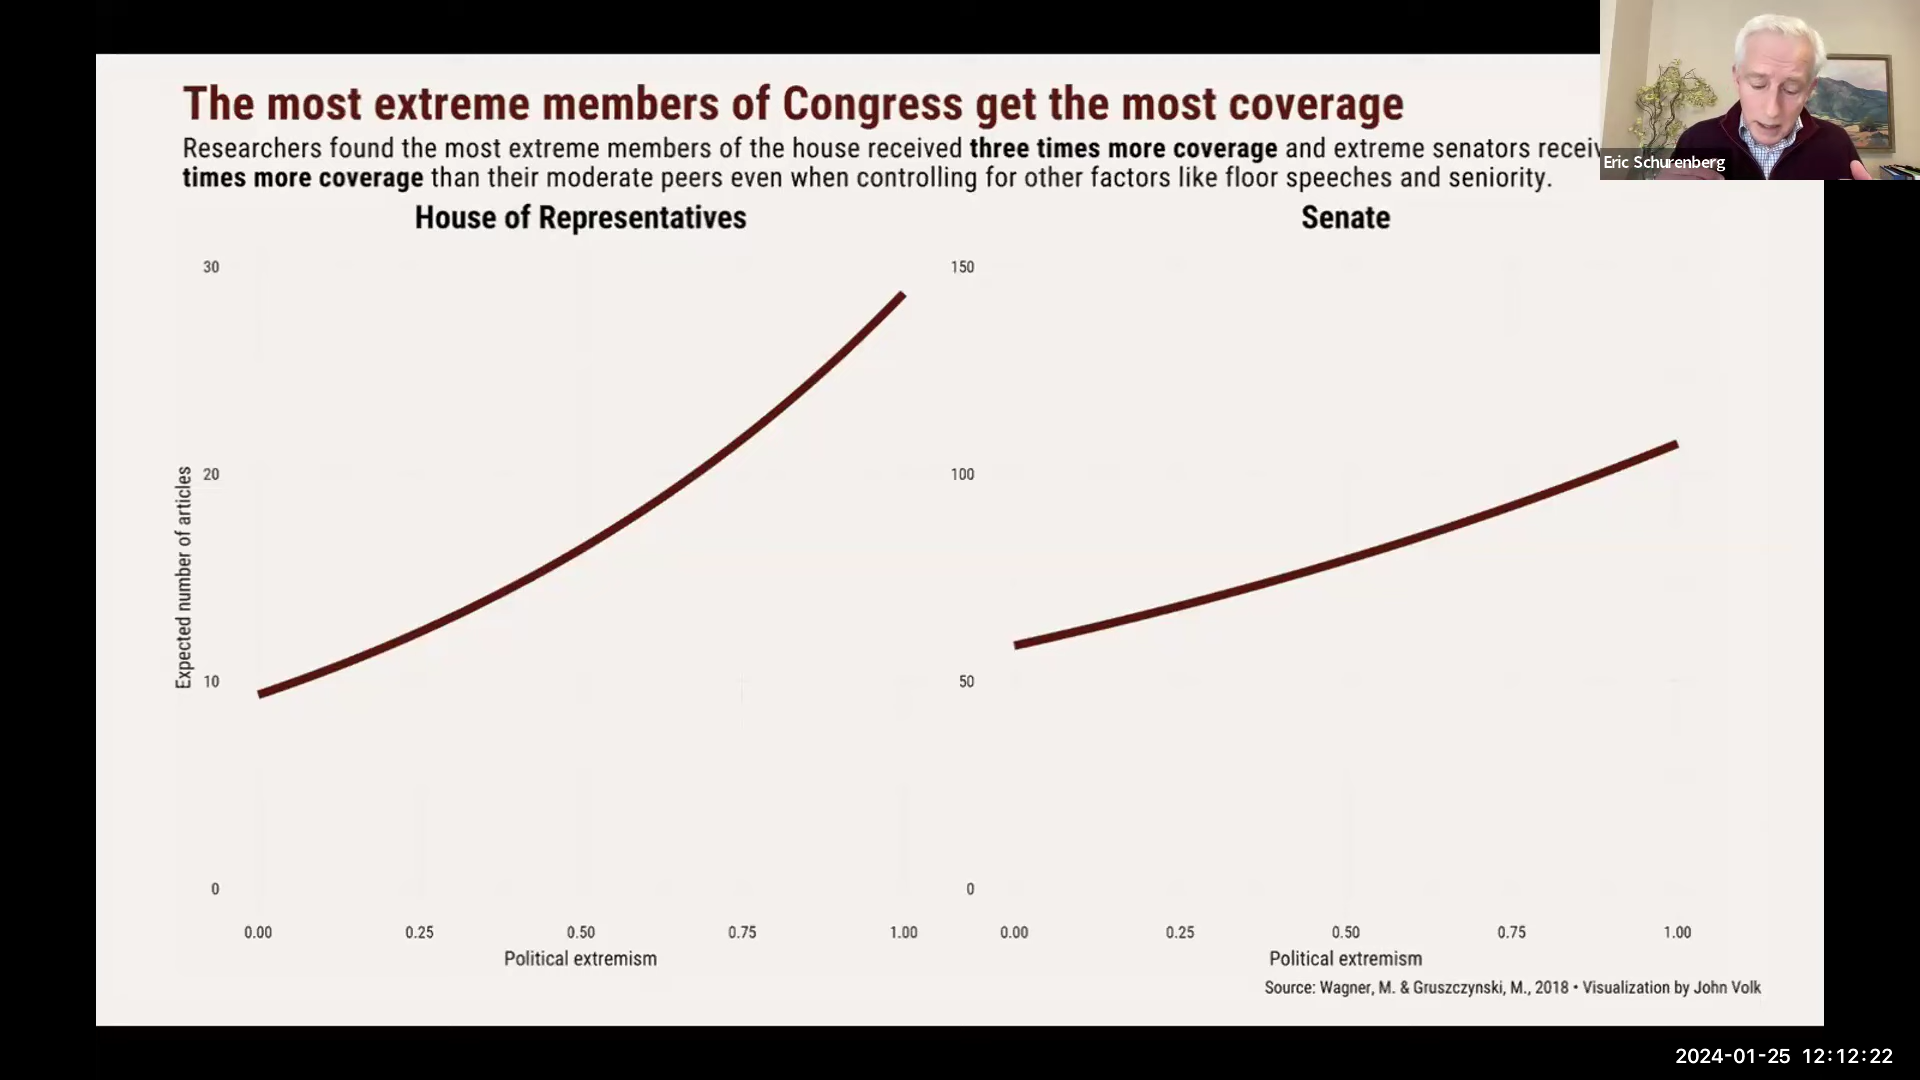 The most extreme members of Congress get the most coverage
Researchers found the most extreme members of the house received three times more coverage and extreme senators
times more coverage than their moderate peers even when controlling for other factors like floor speeches and seniority.
Eric Schurenberg
House of Representatives
Senate
Expected number of articles
30
20
10
0
0.00 0.25 0.50 0.75 1.00
Political extremism
150
100
50
0
0.00 0.25 0.50 0.75 1.00
Political extremism
Source: Wagner, M. & Gruszczynski, M., 2018 • Visualization by John Volk
2024-01-25 12:12:22